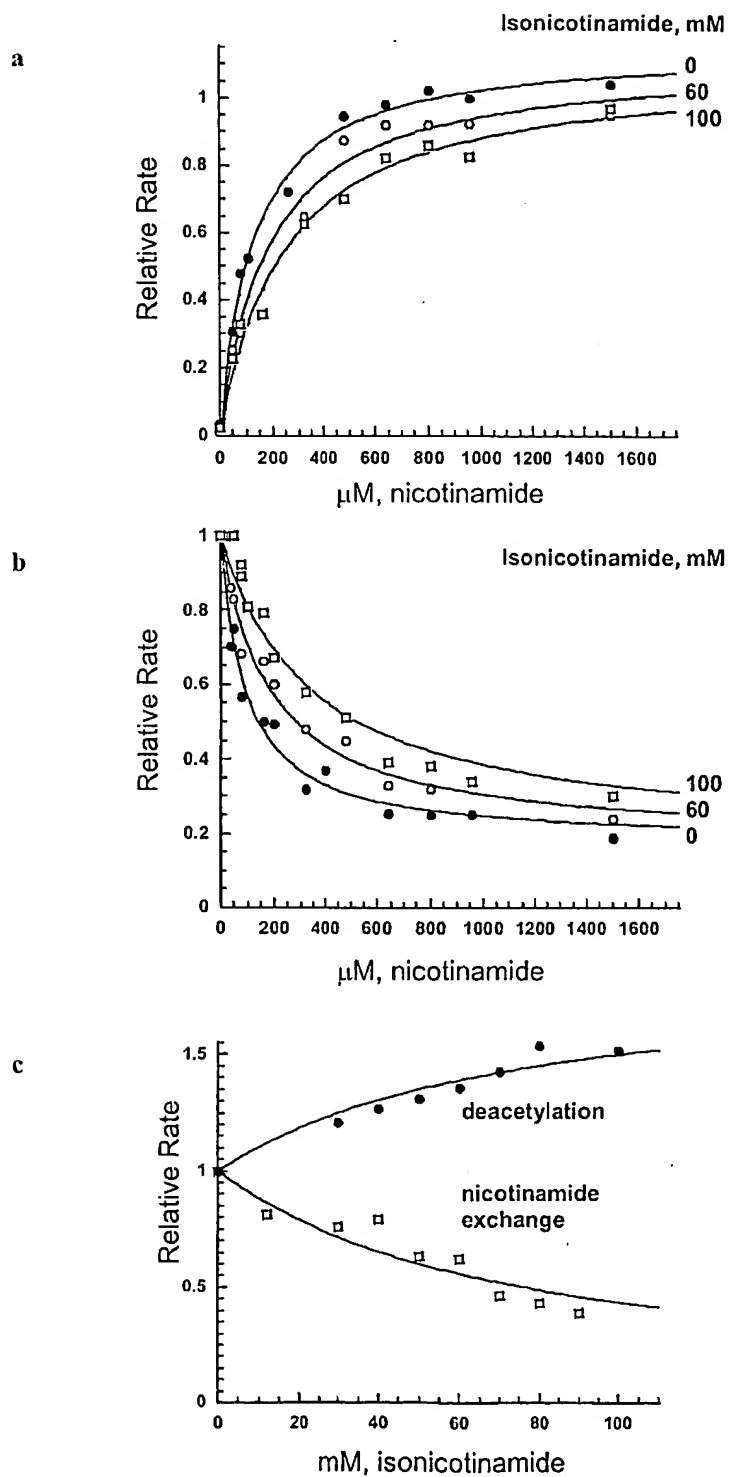 Isonicotinamide, mM
a
0
60
100
1
0.8
0.6
0.4
0.2
0
Relative Rate
0 200 400 600 800 1000 1200 1400 1600
μM, nicotinamide
b
Isonicotinamide, mM
1
0.8
0.6
0.4
0.2
0
Relative Rate
100
60
0
0 200 400 600 800 1000 1200 1400 1600
μM, nicotinamide
c
1.5
1
0.5
0
Relative Rate
deacetylation
nicotinamide
exchange
0 20 40 60 80 100
mM, isonicotinamide